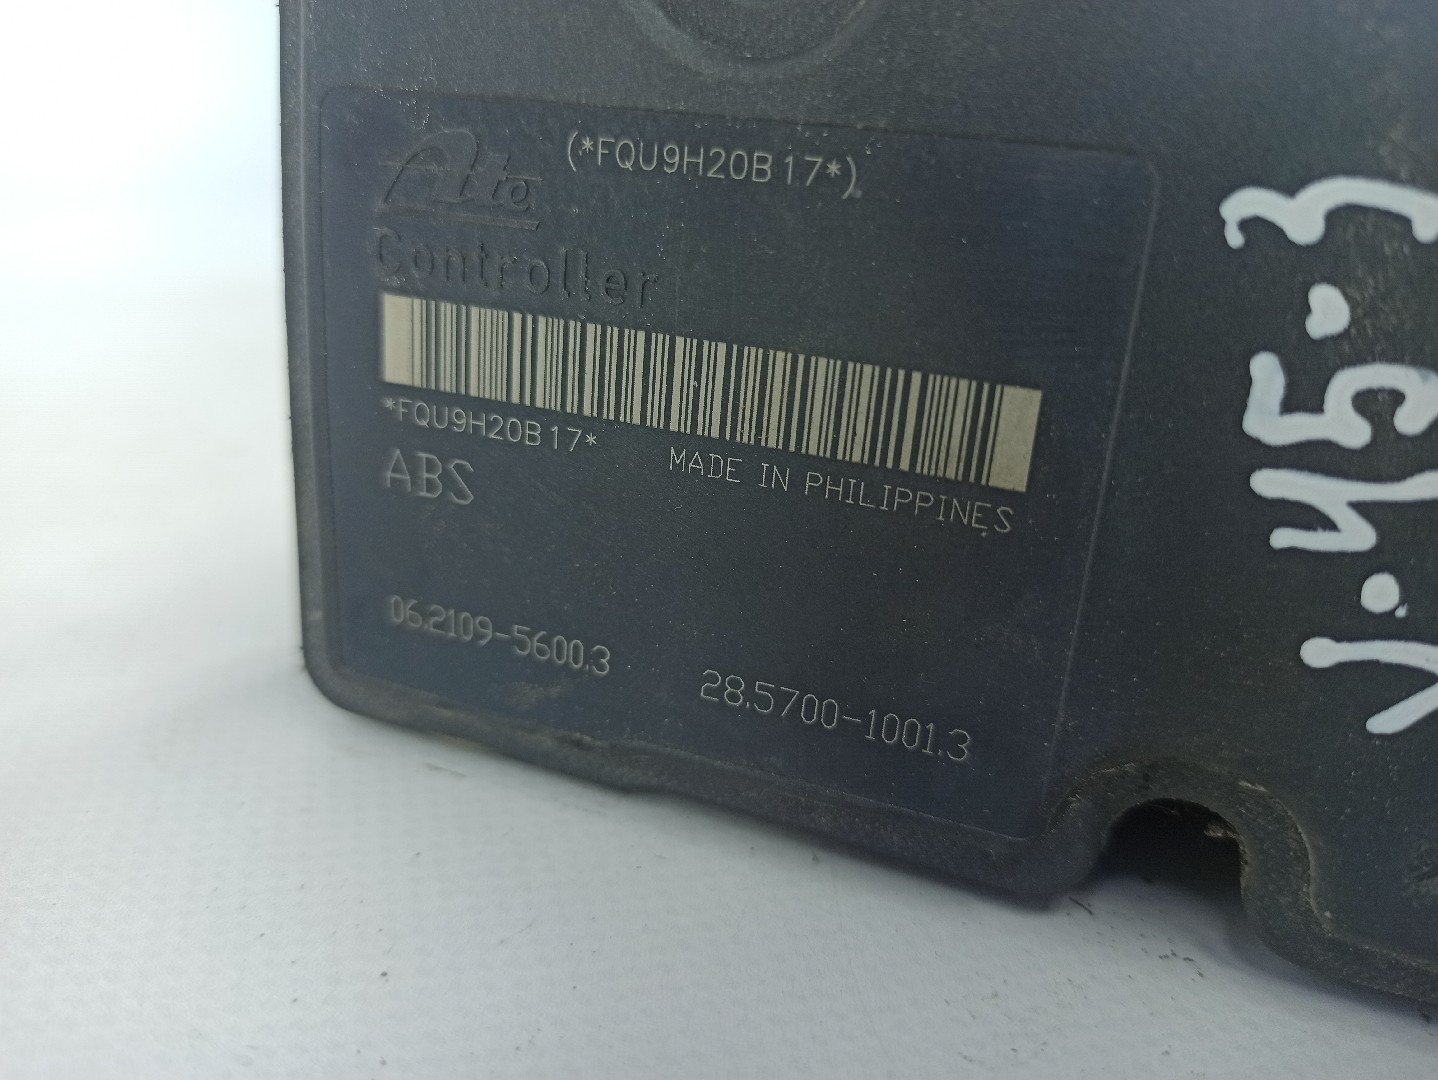 (*FQU9H20B17*)
Ate
Controller
*FQU9H20B17*
MADE IN PHILIPPINES
ABS
06.2109-5600.3
28.5700-1001.3